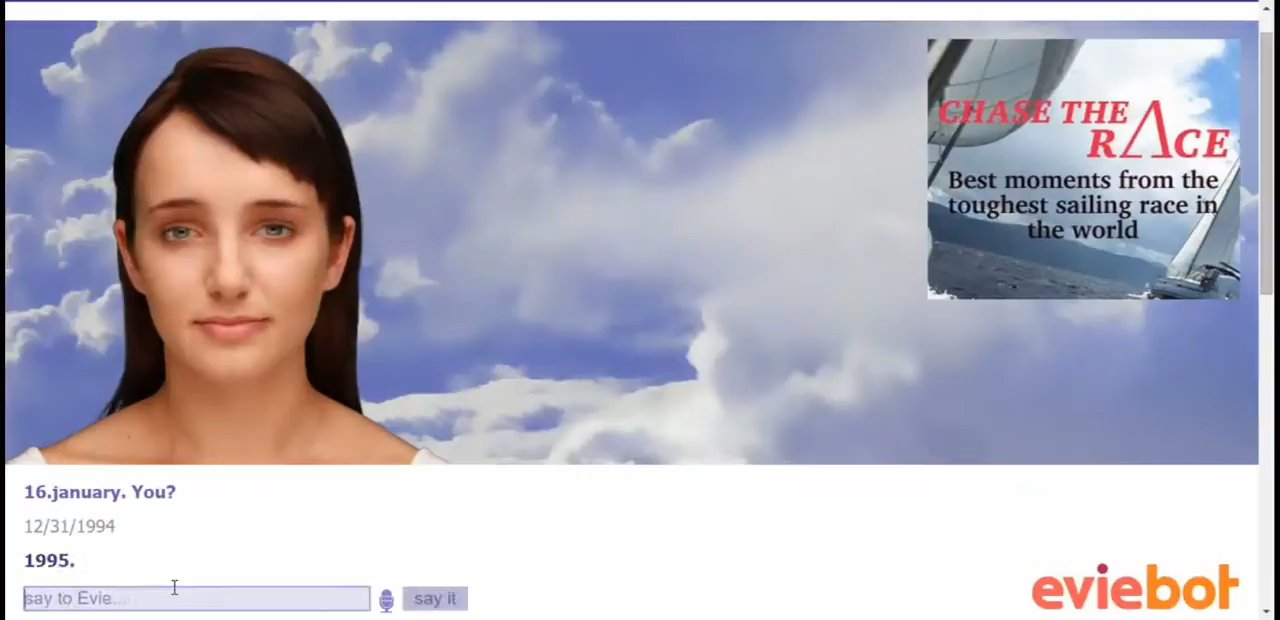 CHASE THE
RACE
Best moments from the
toughest sailing race in
the world
16.january. You?
12/31/1994
1995.
say to Evie...
say it
eviebot